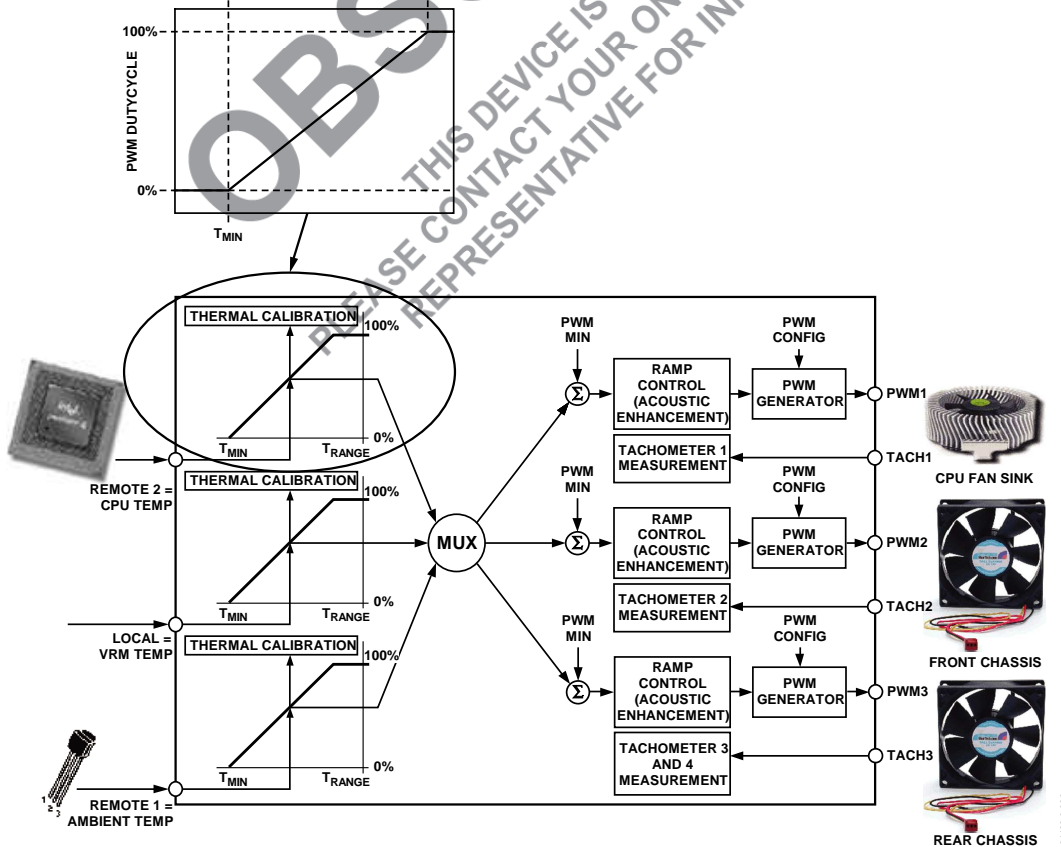 100%
PWM DUTYCYCLE
0%
TMIN
THIS DEVICE IS
PLEASE CONTACT YOUR ON
REPRESENTATIVE FOR
THERMAL CALIBRATION
100%
0%
TMIN
TRANGE
REMOTE 2 =
CPU TEMP
THERMAL CALIBRATION
100%
0%
TMIN
TRANGE
LOCAL =
VRM TEMP
THERMAL CALIBRATION
100%
0%
TMIN
TRANGE
REMOTE 1 =
AMBIENT TEMP
1
2
3
MUX
PWM
MIN
Σ
RAMP
CONTROL
(ACOUSTIC
ENHANCEMENT)
PWM
CONFIG
PWM
GENERATOR
PWM1
TACHOMETER 1
MEASUREMENT
TACH1
CPU FAN SINK
PWM
MIN
Σ
RAMP
CONTROL
(ACOUSTIC
ENHANCEMENT)
PWM
CONFIG
PWM
GENERATOR
PWM2
TACHOMETER 2
MEASUREMENT
TACH2
FRONT CHASSIS
PWM
MIN
Σ
RAMP
CONTROL
(ACOUSTIC
ENHANCEMENT)
PWM
CONFIG
PWM
GENERATOR
PWM3
TACHOMETER 3
AND 4
MEASUREMENT
TACH3
REAR CHASSIS